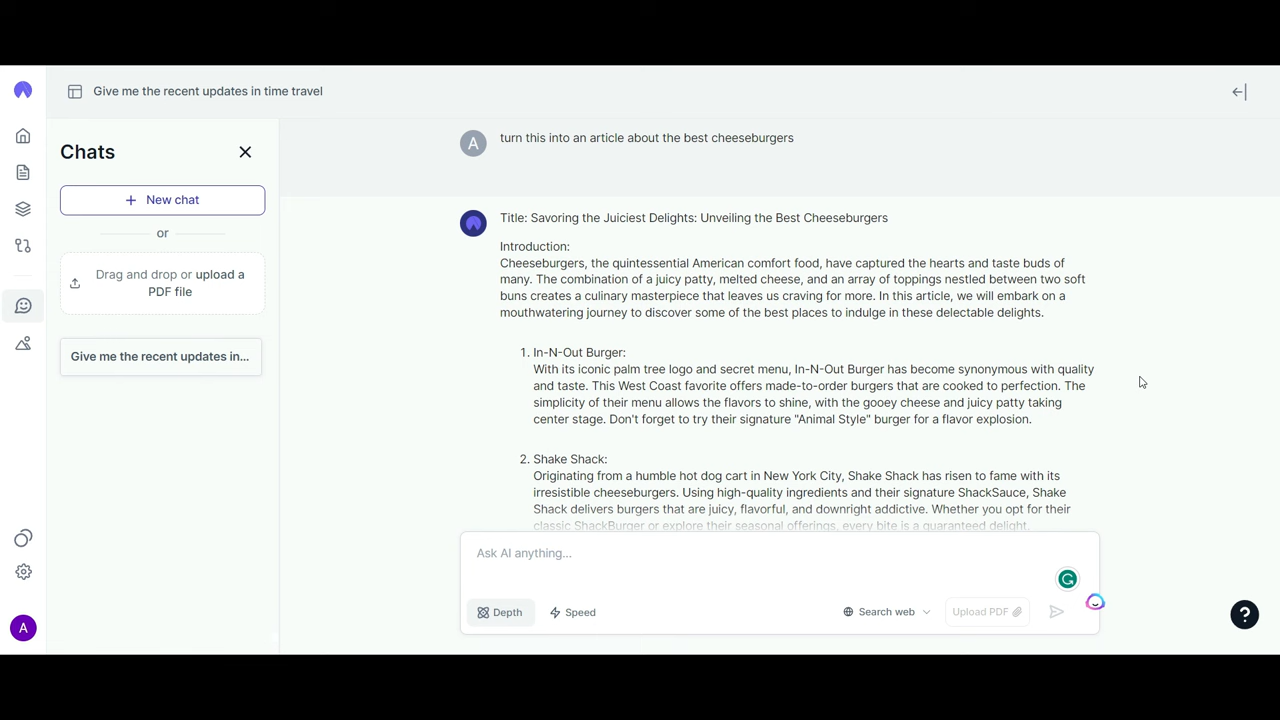 Give me the recent updates in time travel
Chats
+ New chat
or
Drag and drop or upload a
PDF file
Give me the recent updates in...
A
turn this into an article about the best cheeseburgers
Title: Savoring the Juiciest Delights: Unveiling the Best Cheeseburgers
Introduction:
Cheeseburgers, the quintessential American comfort food, have captured the hearts and taste buds of
many. The combination of a juicy patty, melted cheese, and an array of toppings nestled between two soft
buns creates a culinary masterpiece that leaves us craving for more. In this article, we will embark on a
mouthwatering journey to discover some of the best places to indulge in these delectable delights.
1. In-N-Out Burger:
With its iconic palm tree logo and secret menu, In-N-Out Burger has become synonymous with quality
and taste. This West Coast favorite offers made-to-order burgers that are cooked to perfection. The
simplicity of their menu allows the flavors to shine, with the gooey cheese and juicy patty taking
center stage. Don't forget to try their signature "Animal Style" burger for a flavor explosion.
2. Shake Shack:
Originating from a humble hot dog cart in New York City, Shake Shack has risen to fame with its
irresistible cheeseburgers. Using high-quality ingredients and their signature ShackSauce, Shake
Shack delivers burgers that are juicy, flavorful, and downright addictive. Whether you opt for their
classic ShackBurger or explore their seasonal offerings, every bite is a guaranteed delight.
Ask AI anything...
Depth
Speed
Search web
Upload PDF
A
?